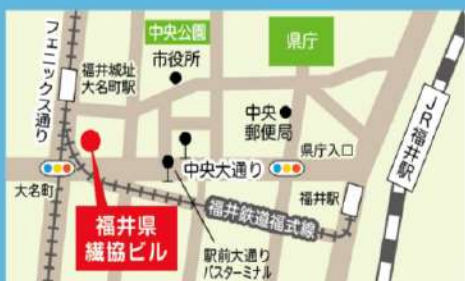 フェニックス通り
福井城址
大名町駅
中央公園
市役所
県庁
中央
郵便局
JR福井駅
県庁入口
中央大通り
大名町
福井県
繊協ビル
駅前大通り
バスターミナル
福井鉄道福武線
福井駅